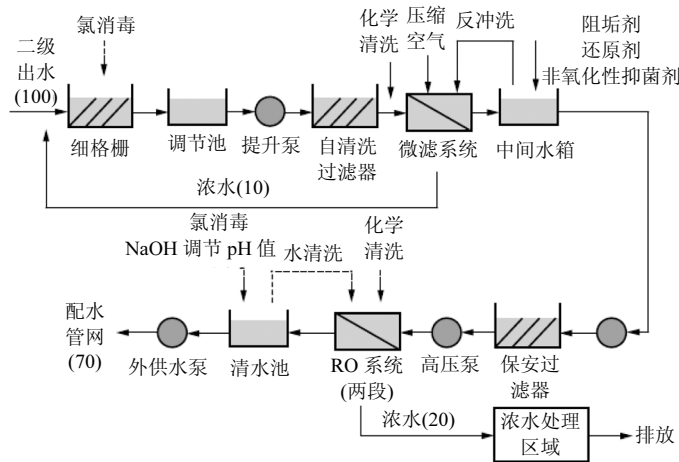 氯消毒
化学
清洗
压缩
空气
反冲洗
阻垢剂
还原剂
非氧化性抑菌剂
二级
出水
(100)
细格栅
调节池
提升泵
自清洗
过滤器
微滤系统
中间水箱
浓水(10)
氯消毒
NaOH 调节 pH 值
水清洗
化学
清洗
配水
管网
(70)
外供水泵
清水池
RO 系统
(两段)
高压泵
保安过
滤器
浓水(20)
浓水处理
区域
排放